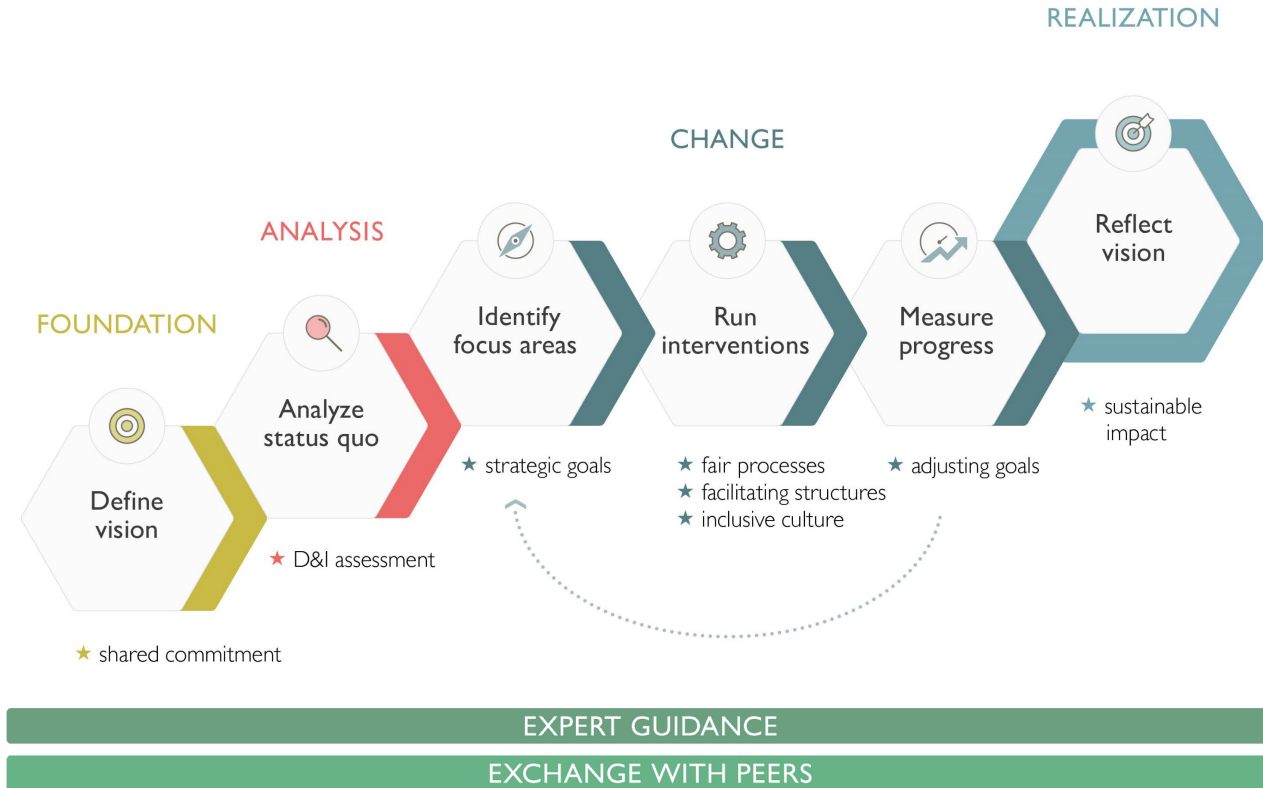 REALIZATION
CHANGE
ANALYSIS
FOUNDATION
Define
vision
★ shared commitment
Analyze
status quo
★ D&I assessment
Identify
focus areas
★ strategic goals
Run
interventions
★ fair processes
★ facilitating structures
★ inclusive culture
Measure
progress
★ adjusting goals
Reflect
vision
★ sustainable
impact
EXPERT GUIDANCE
EXCHANGE WITH PEERS